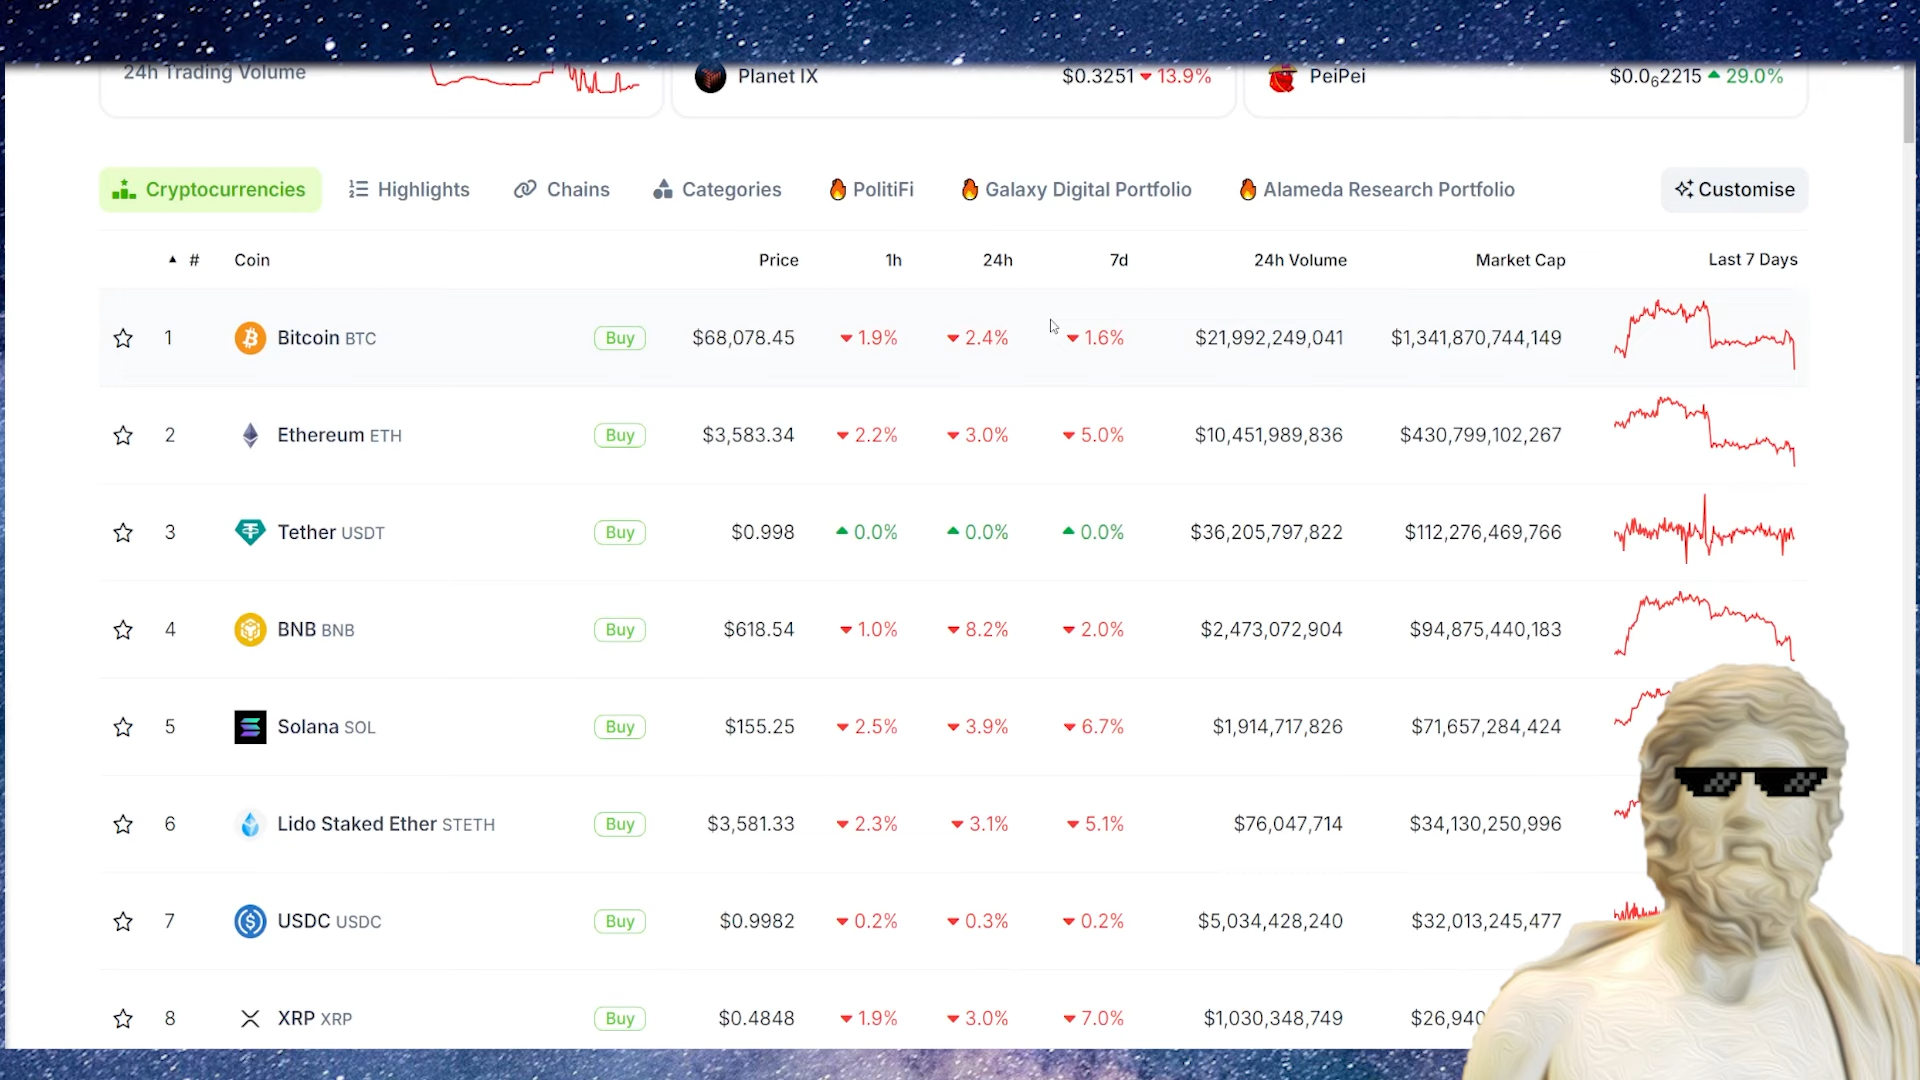 24h Trading Volume
Planet IX $0.3251 13.9%
PeiPei $0.0₆2215 29.0%
Cryptocurrencies Highlights Chains Categories PolitiFi Galaxy Digital Portfolio Alameda Research Portfolio Customise
# Coin Price 1h 24h 7d 24h Volume Market Cap Last 7 Days
1 Bitcoin BTC Buy $68,078.45 1.9% 2.4% 1.6% $21,992,249,041 $1,341,870,744,149
2 Ethereum ETH Buy $3,583.34 2.2% 3.0% 5.0% $10,451,989,836 $430,799,102,267
3 Tether USDT Buy $0.998 0.0% 0.0% 0.0% $36,205,797,822 $112,276,469,766
4 BNB BNB Buy $618.54 1.0% 8.2% 2.0% $2,473,072,904 $94,875,440,183
5 Solana SOL Buy $155.25 2.5% 3.9% 6.7% $1,914,717,826 $71,657,284,424
6 Lido Staked Ether STETH Buy $3,581.33 2.3% 3.1% 5.1% $76,047,714 $34,130,250,996
7 USDC USDC Buy $0.9982 0.2% 0.3% 0.2% $5,034,428,240 $32,013,245,477
8 XRP XRP Buy $0.4848 1.9% 3.0% 7.0% $1,030,348,749 $26,940